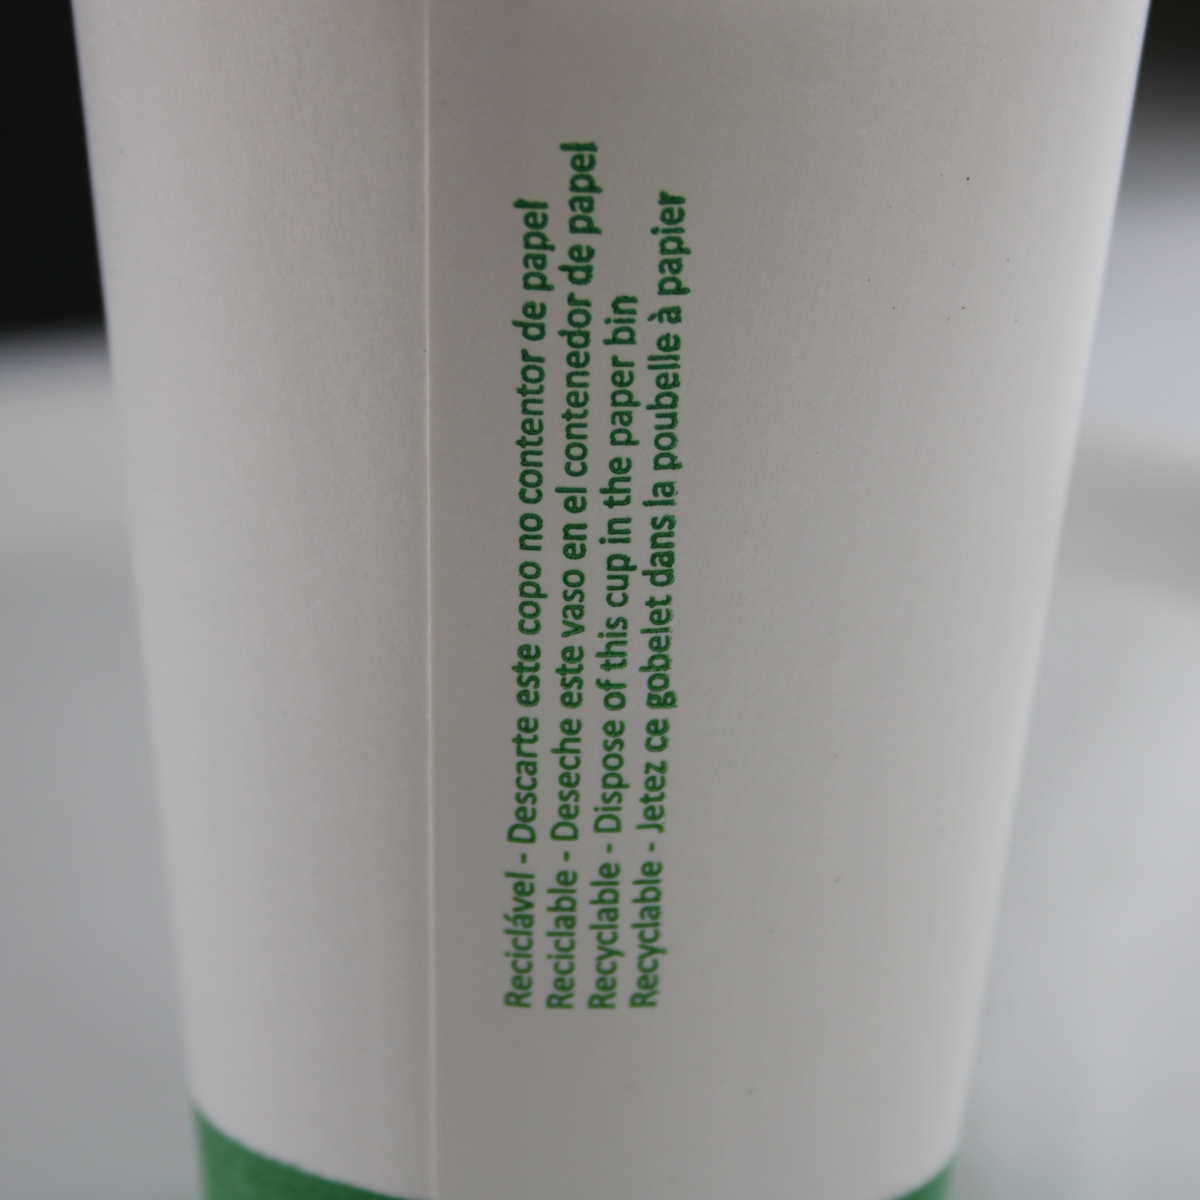 Reciclável - Descarte este copo no contentor de papel
Reciclable - Deseche este vaso en el contenedor de papel
Recyclable - Dispose of this cup in the paper bin
Recyclable - Jetez ce gobelet dans la poubelle à papier